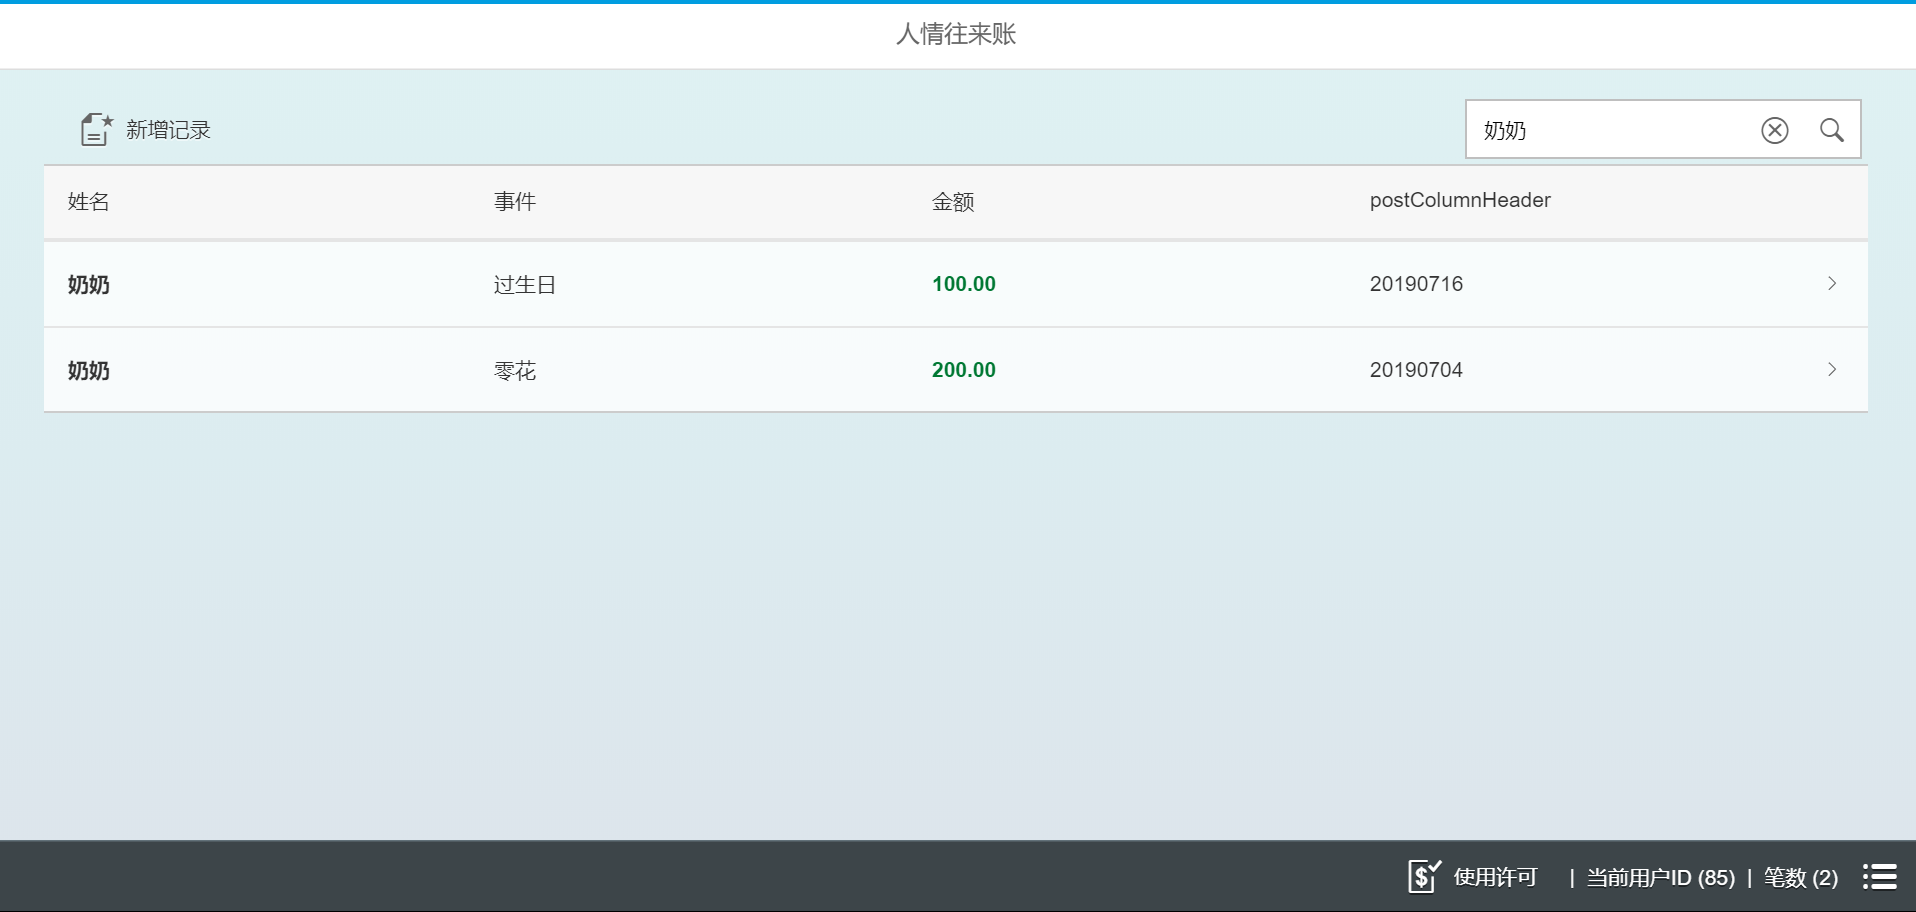 人情往来账
新增记录 奶奶
姓名 事件 金额 postColumnHeader
奶奶 过生日 100.00 20190716
奶奶 零花 200.00 20190704
使用许可 | 当前用户ID (85) | 笔数 (2)